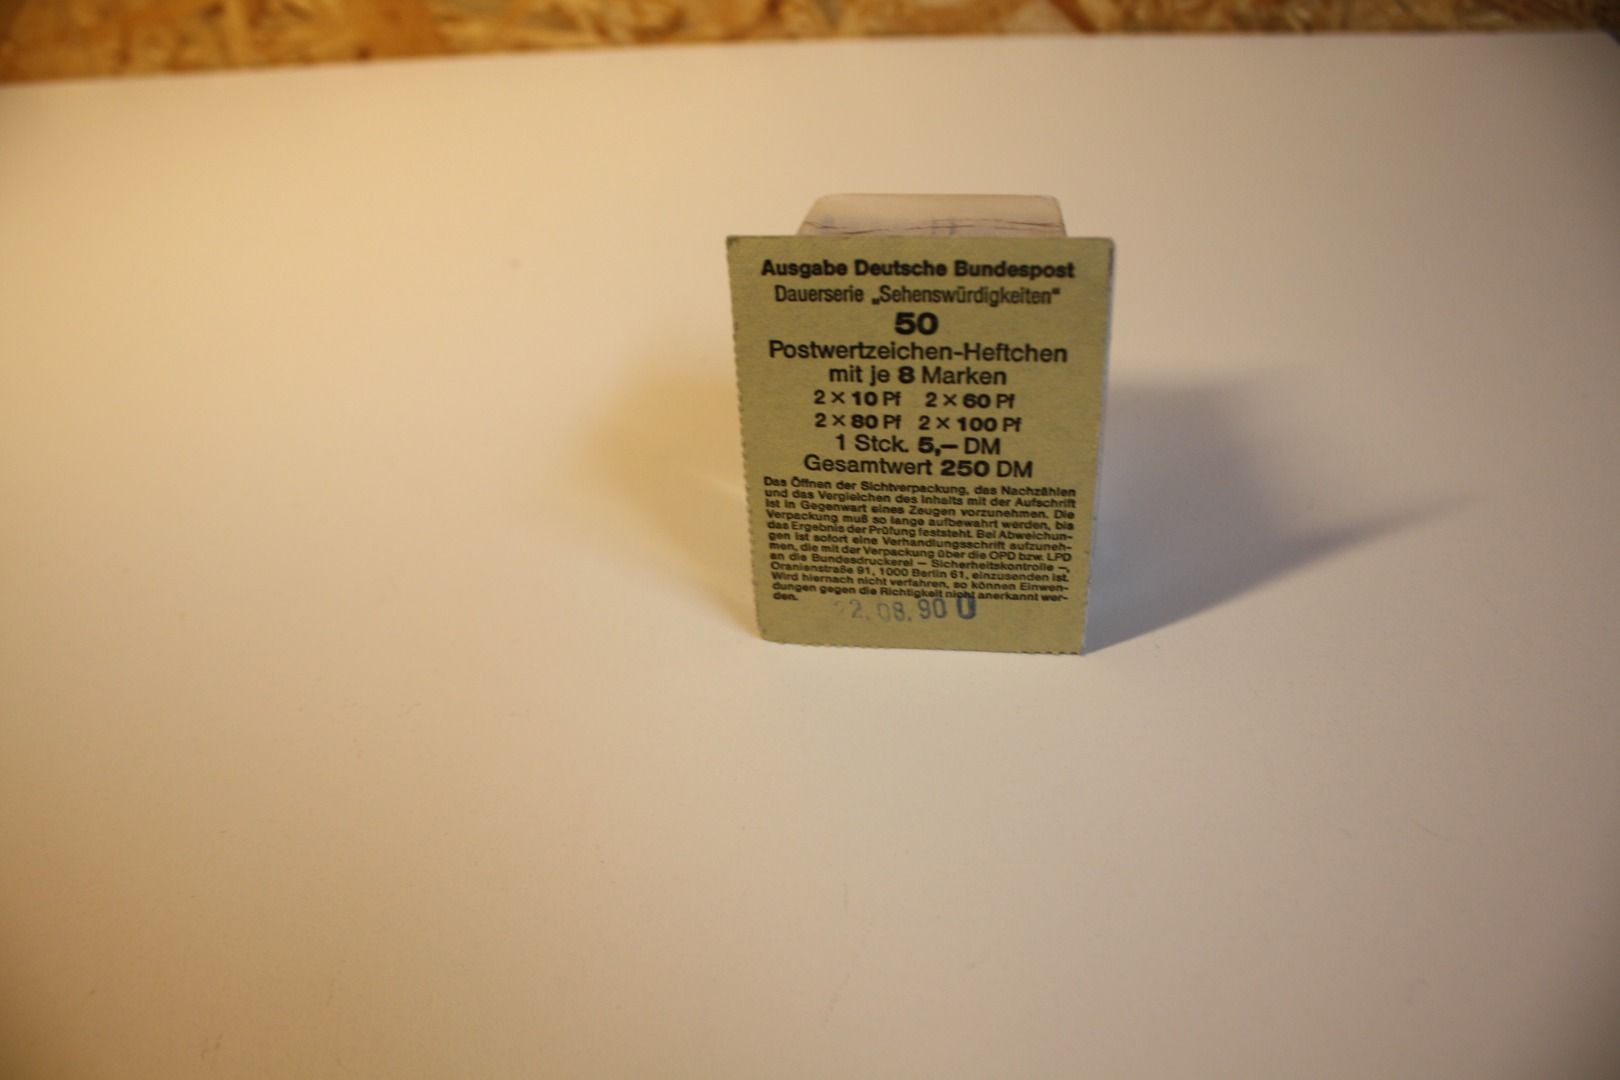 Ausgabe Deutsche Bundespost
Dauerserie „Sehenswürdigkeiten“
50
Postwertzeichen-Heftchen
mit je 8 Marken
2 × 10 Pf 2 × 60 Pf
2 × 80 Pf 2 × 100 Pf
1 Stck. 5,— DM
Gesamtwert 250 DM
Das Öffnen der Sichtverpackung, das Nachzählen
und das Vergleichen des Inhalts mit der Aufschrift
ist in Gegenwart eines Zeugen vorzunehmen. Die
Verpackung muß so lange aufbewahrt werden, bis
das Ergebnis der Prüfung feststeht. Bei Abweichun-
gen ist sofort eine Verhandlungsschrift aufzuneh-
men, die mit der Verpackung über die OPD bzw. LPD
an die Bundesdruckerei — Sicherheitskontrolle —,
Oranienstraße 91, 1000 Berlin 61, einzusenden ist.
Wird hiernach nicht verfahren, so können Einwen-
dungen gegen die Richtigkeit nicht anerkannt wer-
den.
22.08.90 U